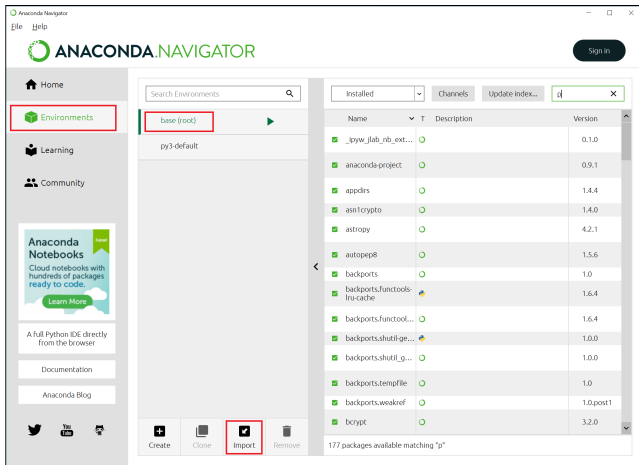 Anaconda Navigator
File Help
ANACONDA.NAVIGATOR
Sign in
Home
Environments
Learning
Community
Anaconda
Notebooks
Cloud notebooks with
hundreds of packages
ready to code.
Learn More
A full Python IDE directly
from the browser
Documentation
Anaconda Blog
You
Tube
Search Environments
base (root)
py3-default
Create
Clone
Import
Remove
Installed
Channels
Update index...
p
X
Name T Description Version
_ipyw_jlab_nb_ext... 0.1.0
anaconda-project 0.9.1
appdirs 1.4.4
asn1crypto 1.4.0
astropy 4.2.1
autopep8 1.5.6
backports 1.0
backports.functools-
lru-cache 1.6.4
backports.functool... 1.6.4
backports.shutil-ge... 1.0.0
backports.shutil_g... 1.0.0
backports.tempfile 1.0
backports.weakref 1.0.post1
bcrypt 3.2.0
177 packages available matching "p"